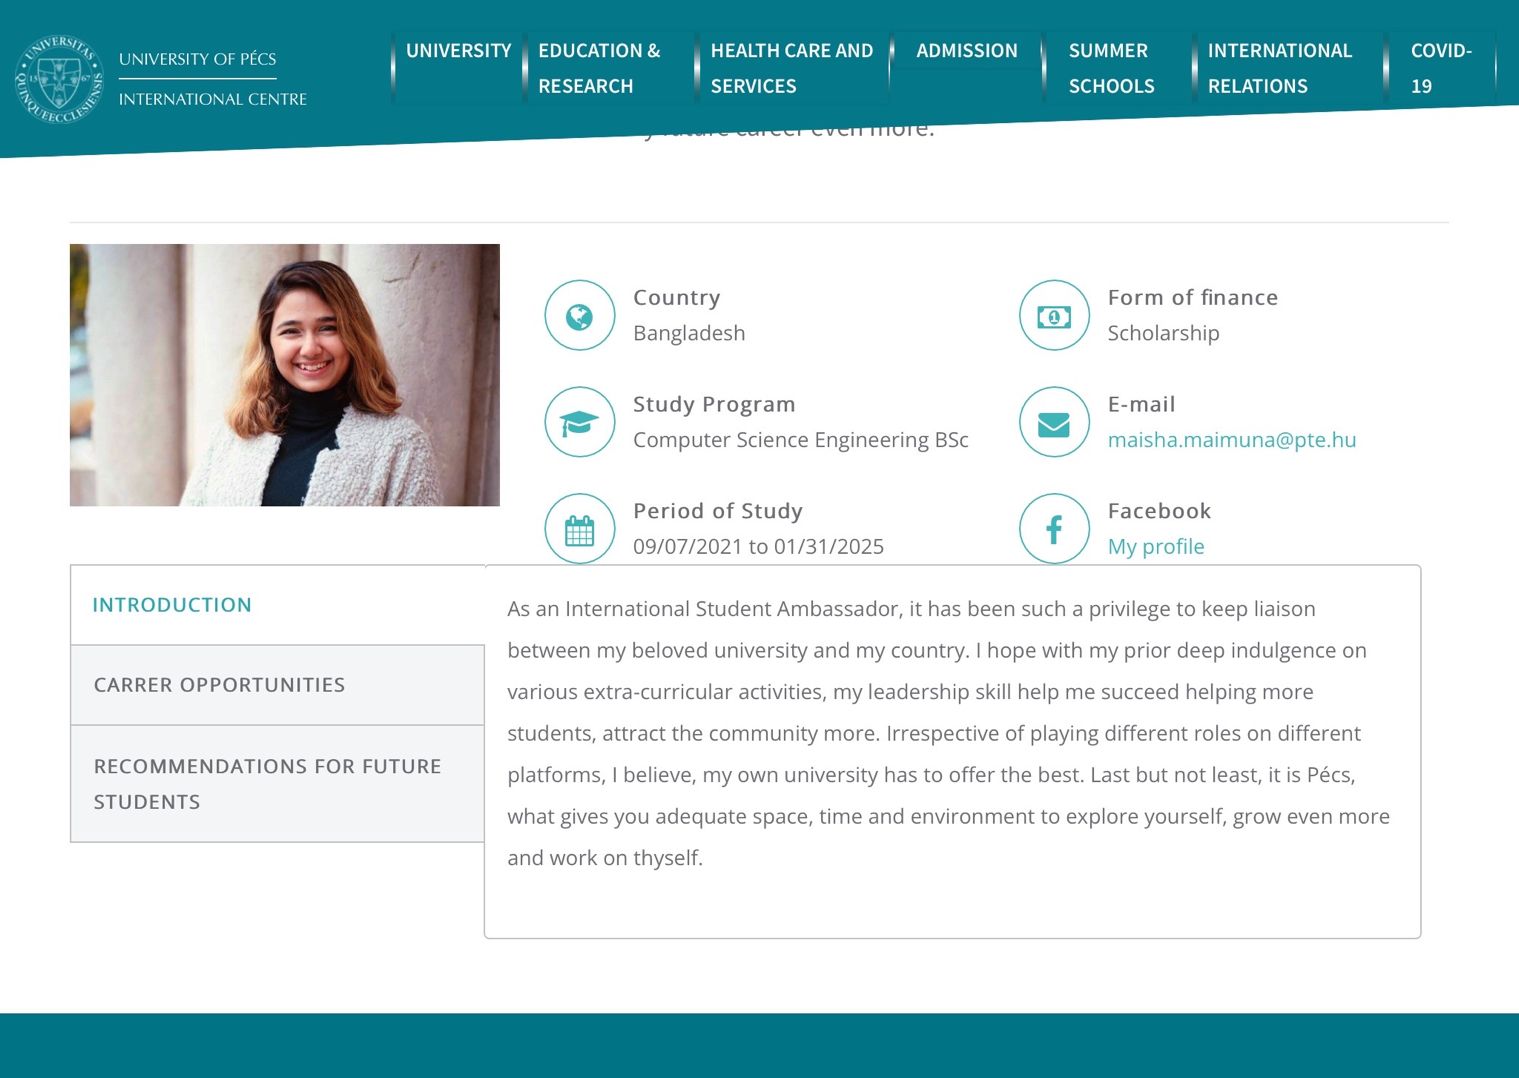 UNIVERSITAS
QUINQUEECCLESIENSIS
15 67
UNIVERSITY OF PÉCS
INTERNATIONAL CENTRE
UNIVERSITY
EDUCATION &
RESEARCH
HEALTH CARE AND
SERVICES
ADMISSION
SUMMER
SCHOOLS
INTERNATIONAL
RELATIONS
COVID-
19
y future career even more.
Country
Bangladesh
Form of finance
Scholarship
Study Program
Computer Science Engineering BSc
E-mail
maisha.maimuna@pte.hu
Period of Study
09/07/2021 to 01/31/2025
Facebook
My profile
INTRODUCTION
CARRER OPPORTUNITIES
RECOMMENDATIONS FOR FUTURE
STUDENTS
As an International Student Ambassador, it has been such a privilege to keep liaison
between my beloved university and my country. I hope with my prior deep indulgence on
various extra-curricular activities, my leadership skill help me succeed helping more
students, attract the community more. Irrespective of playing different roles on different
platforms, I believe, my own university has to offer the best. Last but not least, it is Pécs,
what gives you adequate space, time and environment to explore yourself, grow even more
and work on thyself.